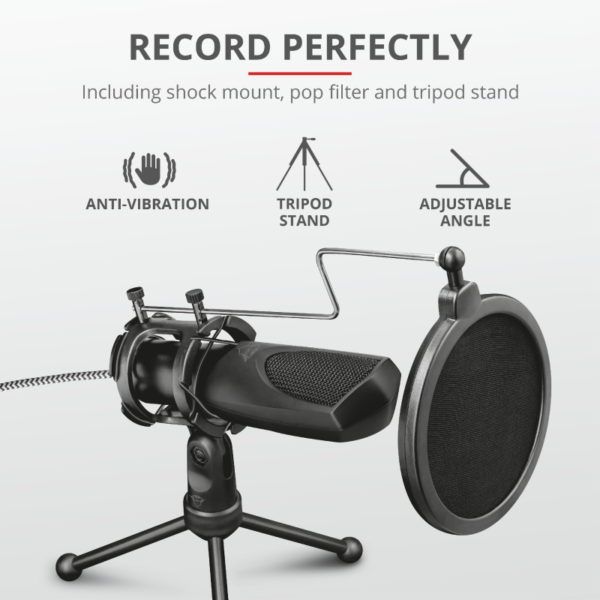 RECORD PERFECTLY
Including shock mount, pop filter and tripod stand
ANTI-VIBRATION
TRIPOD
STAND
ADJUSTABLE
ANGLE